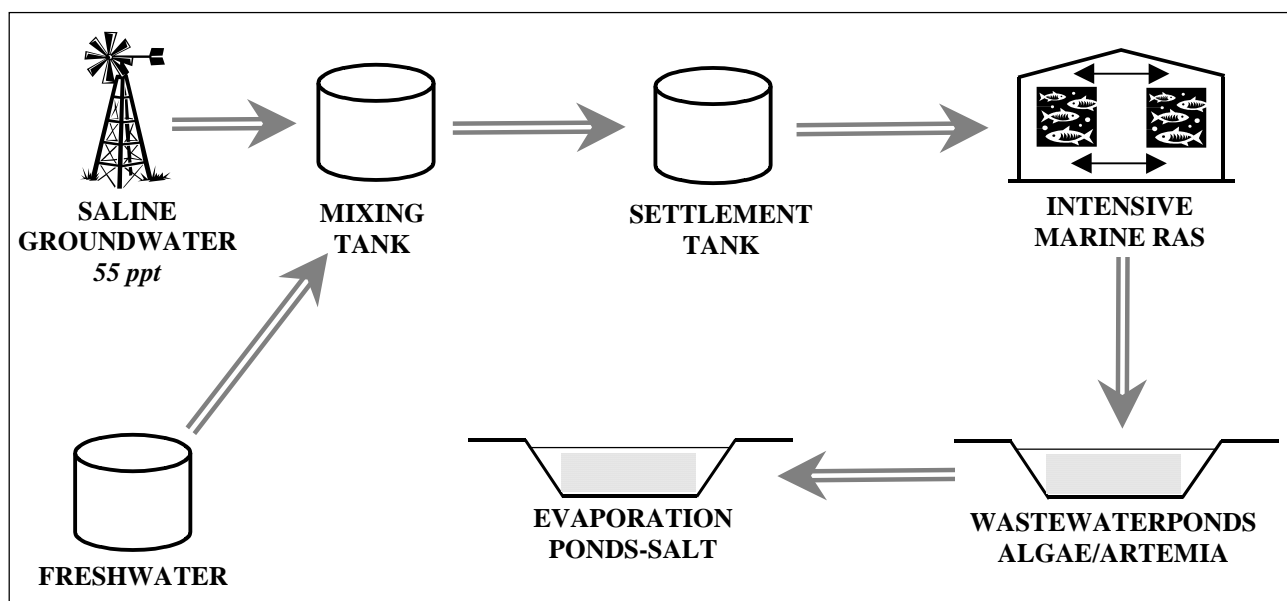 SALINE
GROUNDWATER
55 ppt
MIXING
TANK
SETTLEMENT
TANK
INTENSIVE
MARINE RAS
FRESHWATER
EVAPORATION
PONDS-SALT
WASTEWATERPONDS
ALGAE/ARTEMIA